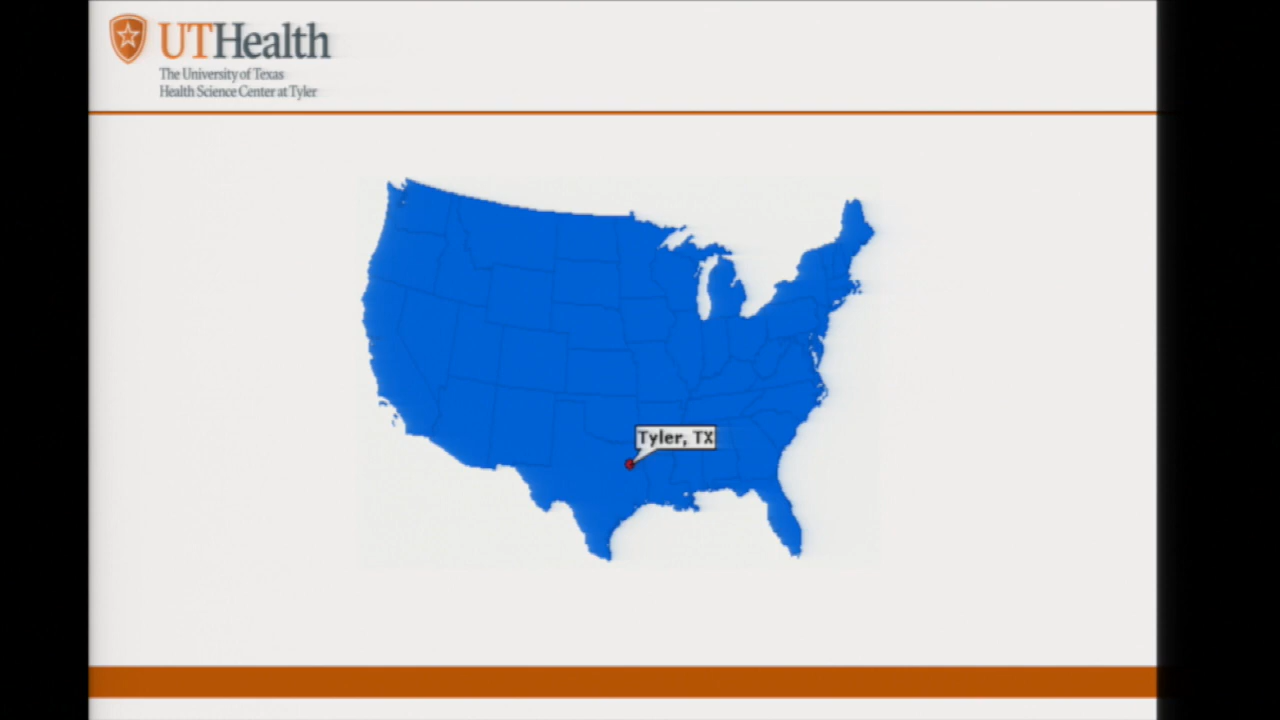 UTHealth
The University of Texas
Health Science Center at Tyler
Tyler, TX